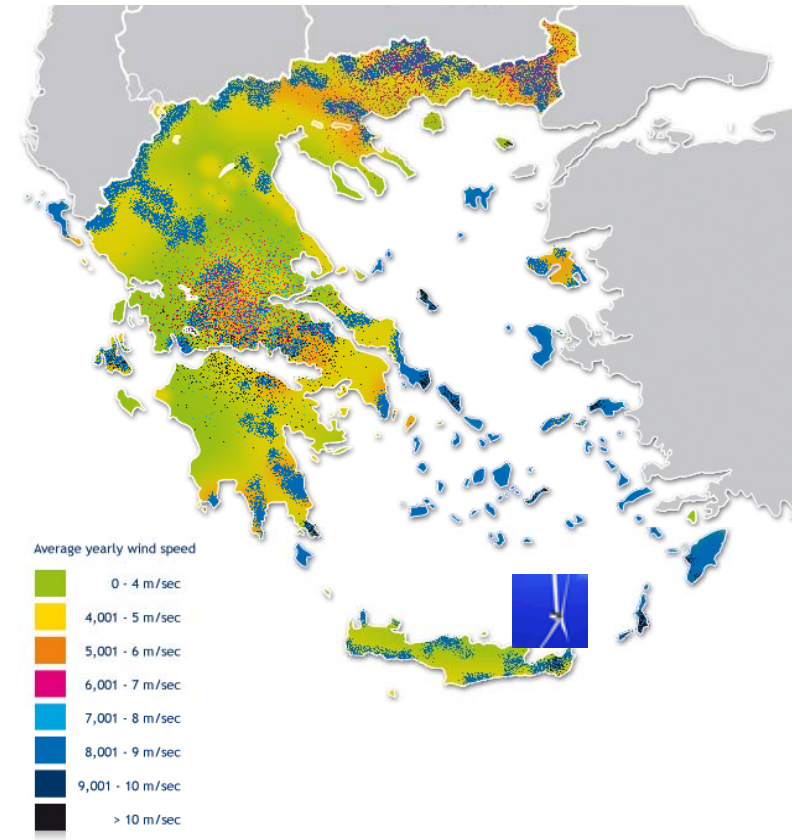 Average yearly wind speed
0 - 4 m/sec
4,001 - 5 m/sec
5,001 - 6 m/sec
6,001 - 7 m/sec
7,001 - 8 m/sec
8,001 - 9 m/sec
9,001 - 10 m/sec
> 10 m/sec